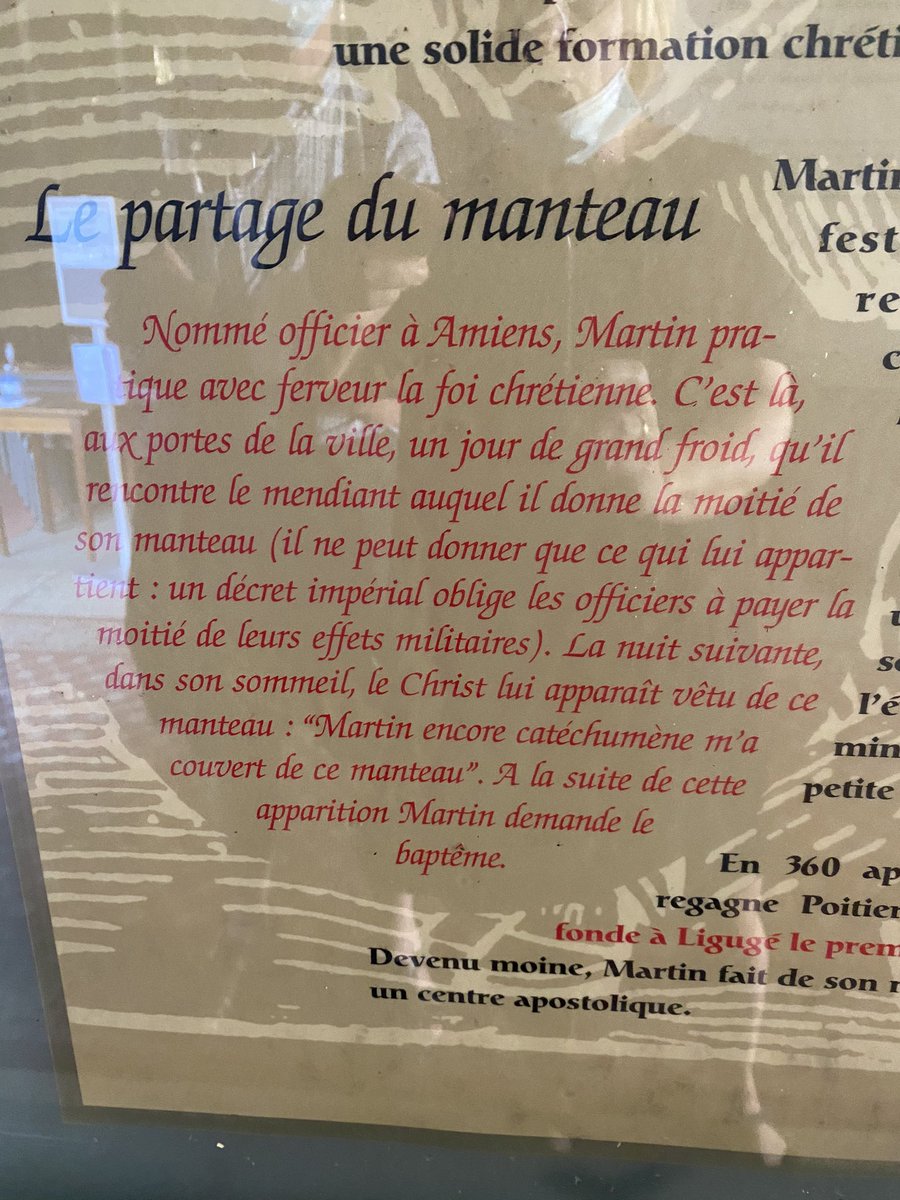 une solide formation chréti
Le partage du manteau
Nommé officier à Amiens, Martin pra-
tique avec ferveur la foi chrétienne. C'est là,
aux portes de la ville, un jour de grand froid, qu'il
rencontre le mendiant auquel il donne la moitié de
son manteau (il ne peut donner que ce qui lui appar-
tient : un décret impérial oblige les officiers à payer la
moitié de leurs effets militaires). La nuit suivante,
dans son sommeil, le Christ lui apparaît vêtu de ce
manteau : “Martin encore catéchumène m'a
couvert de ce manteau”. A la suite de cette
apparition Martin demande le
baptême.
Martin
fest
re
c
so
l'é
min
petite
En 360 ap
regagne Poitier
fonde à Ligugé le prem
Devenu moine, Martin fait de son
un centre apostolique.